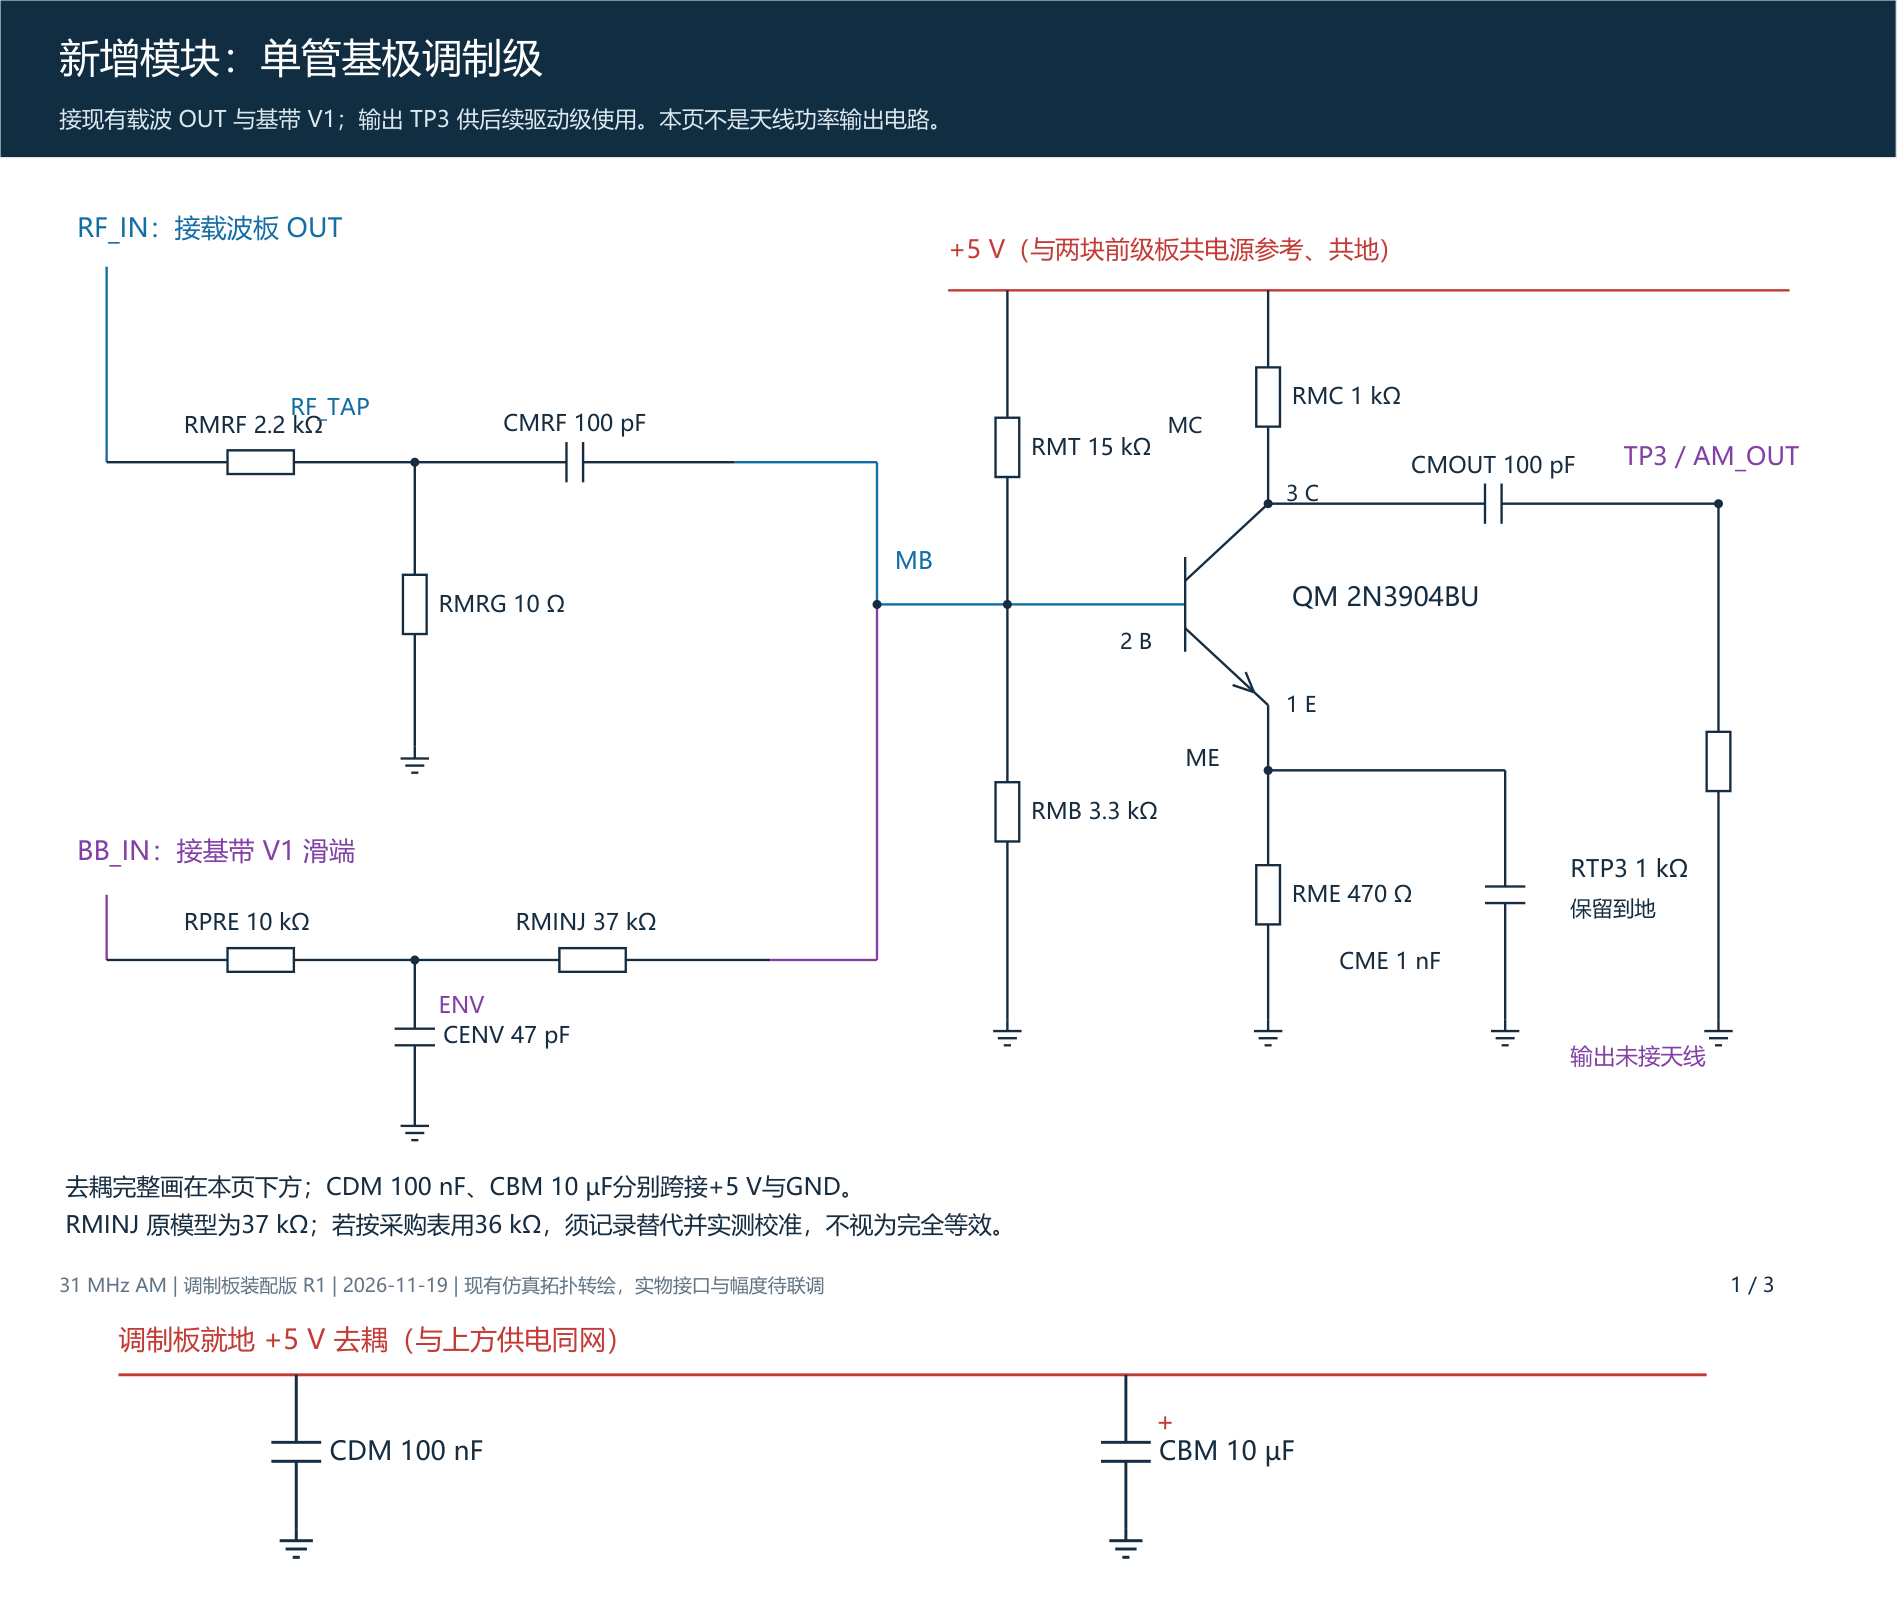 新增模块：单管基极调制级
接现有载波 OUT 与基带 V1；输出 TP3 供后续驱动级使用。本页不是天线功率输出电路。
RF_IN：接载波板 OUT
+5 V（与两块前级板共电源参考、共地）
RF_TAP
RMRF 2.2 kΩ
CMRF 100 pF
RMC 1 kΩ
MC
RMT 15 kΩ
CMOUT 100 pF
TP3 / AM_OUT
3 C
MB
QM 2N3904BU
RMRG 10 Ω
2 B
1 E
ME
RMB 3.3 kΩ
BB_IN：接基带 V1 滑端
RTP3 1 kΩ
保留到地
RME 470 Ω
RPRE 10 kΩ
RMINJ 37 kΩ
CME 1 nF
ENV
CENV 47 pF
输出未接天线
去耦完整画在本页下方；CDM 100 nF、CBM 10 µF分别跨接+5 V与GND。
RMINJ 原模型为37 kΩ；若按采购表用36 kΩ，须记录替代并实测校准，不视为完全等效。
31 MHz AM | 调制板装配版 R1 | 2026-11-19 | 现有仿真拓扑转绘，实物接口与幅度待联调
1 / 3
调制板就地 +5 V 去耦（与上方供电同网）
+
CDM 100 nF
CBM 10 µF